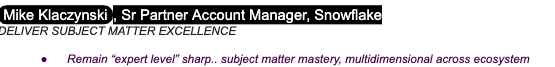 Mike Klaczynski , Sr Partner Account Manager, Snowflake
DELIVER SUBJECT MATTER EXCELLENCE
● Remain “expert level” sharp.. subject matter mastery, multidimensional across ecosystem